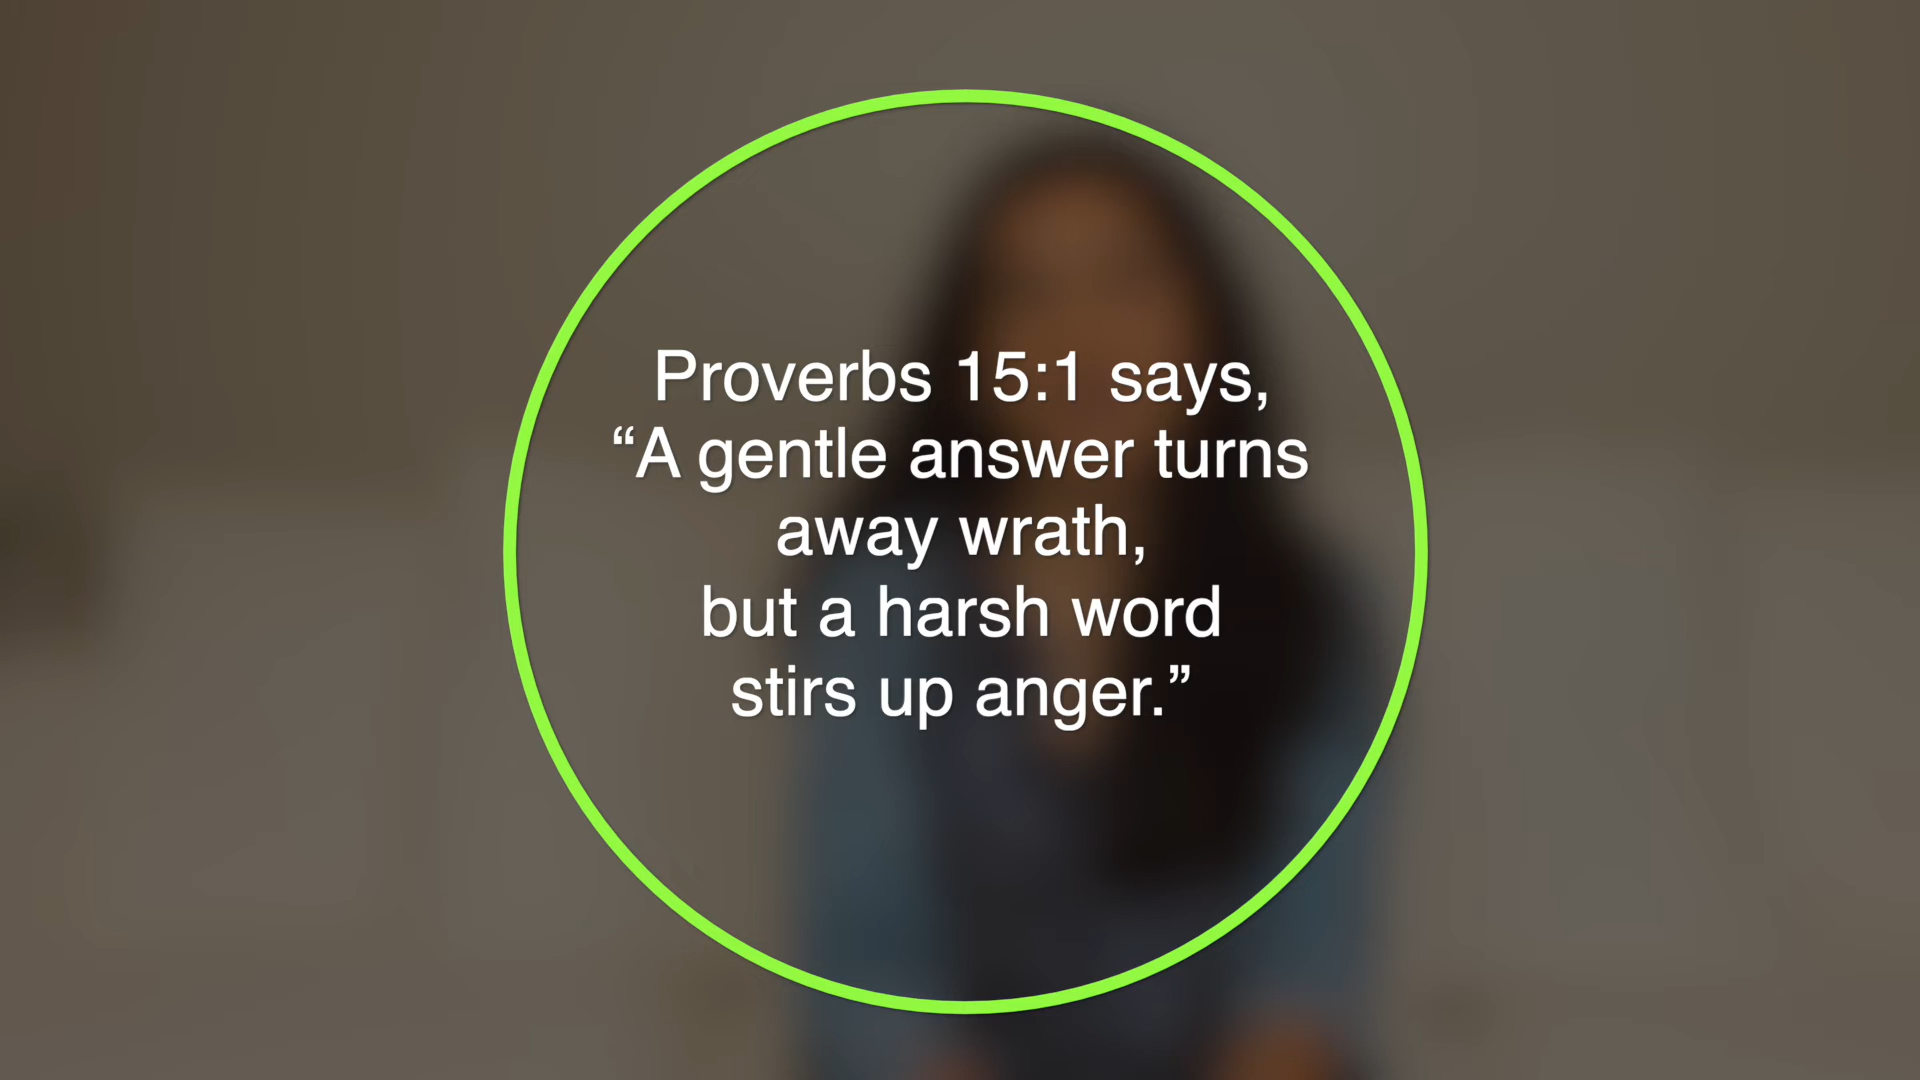 Proverbs 15:1 says,
“A gentle answer turns
away wrath,
but a harsh word
stirs up anger.”